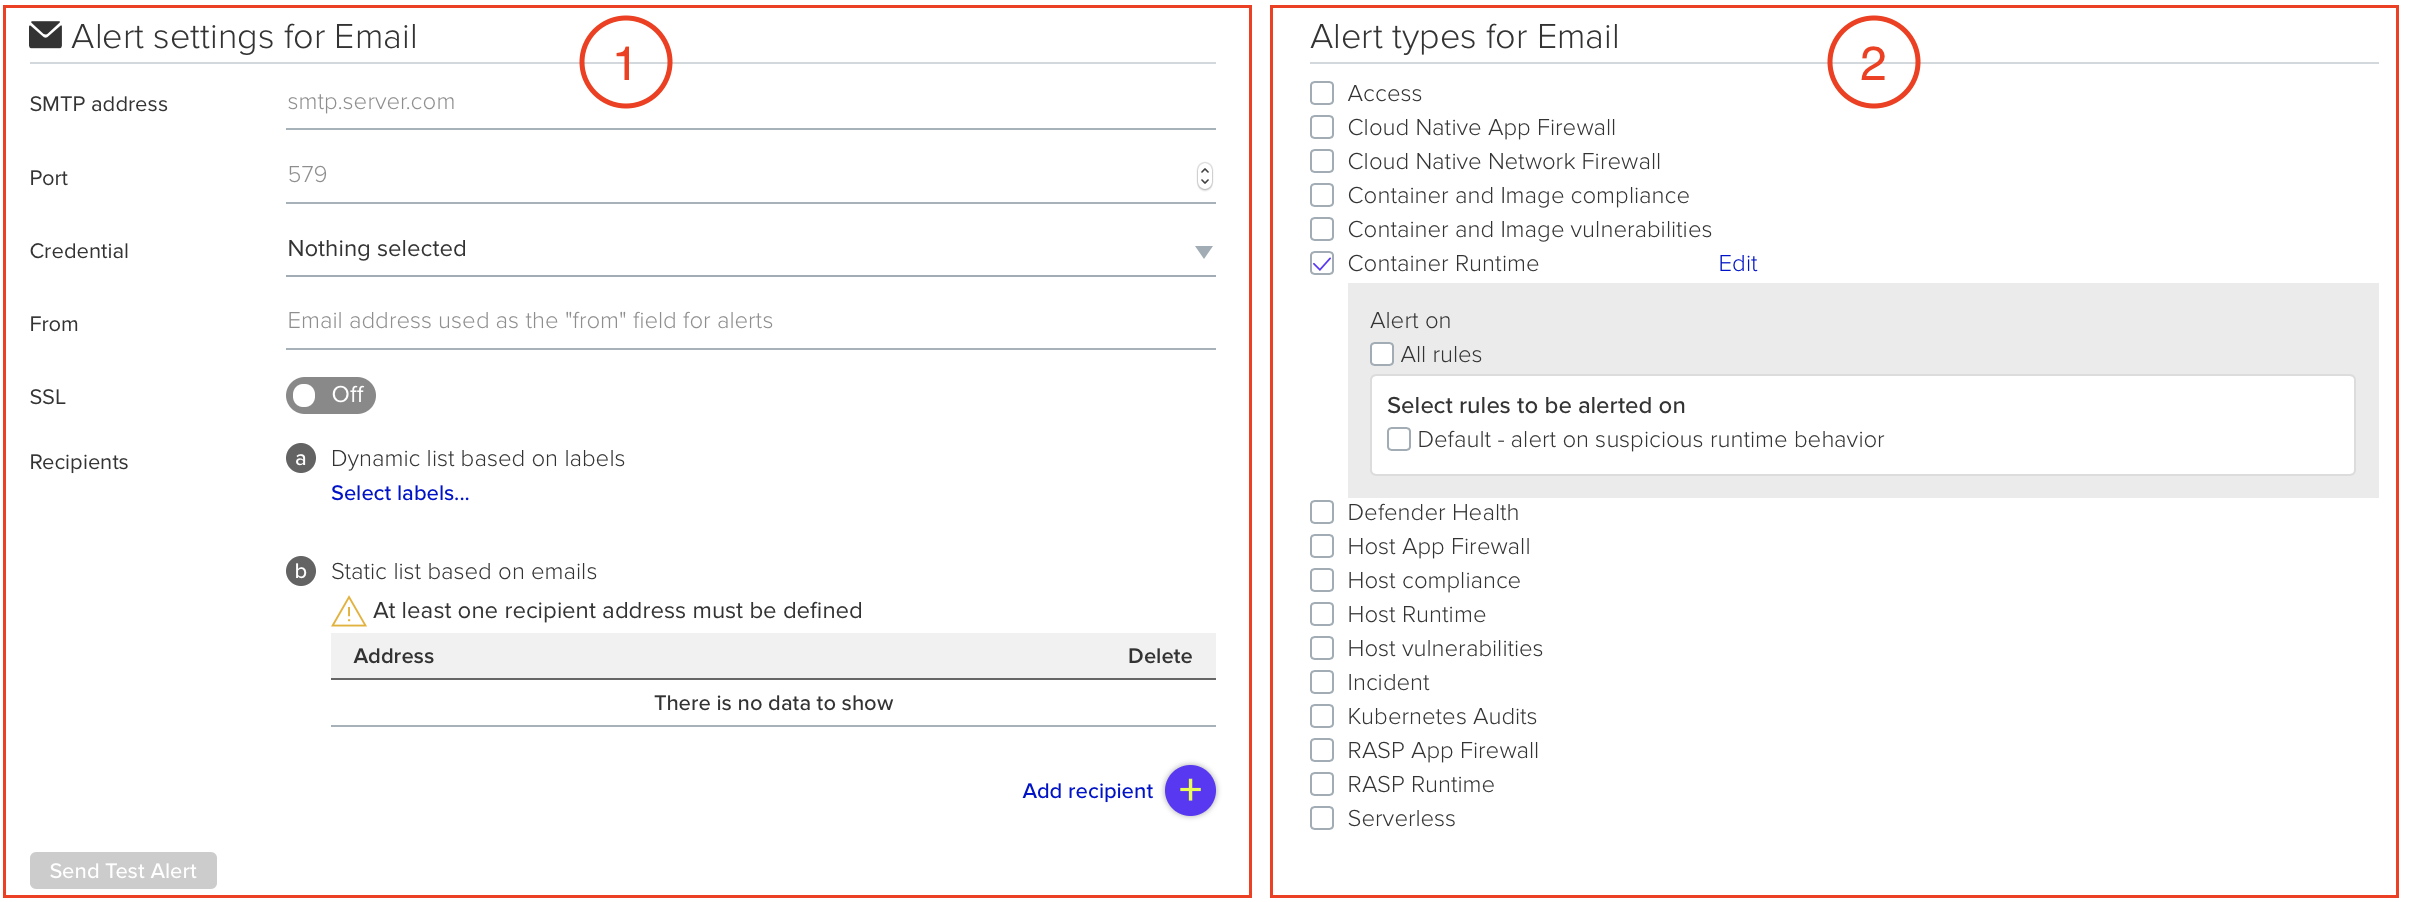 Alert settings for Email
1
SMTP address
smtp.server.com
Port
579
Credential
Nothing selected
From
Email address used as the "from" field for alerts
SSL
Off
Recipients
a Dynamic list based on labels
Select labels...
b Static list based on emails
At least one recipient address must be defined
Address Delete
There is no data to show
Add recipient +
Send Test Alert
Alert types for Email
2
Access
Cloud Native App Firewall
Cloud Native Network Firewall
Container and Image compliance
Container and Image vulnerabilities
Container Runtime Edit
Alert on
All rules
Select rules to be alerted on
Default - alert on suspicious runtime behavior
Defender Health
Host App Firewall
Host compliance
Host Runtime
Host vulnerabilities
Incident
Kubernetes Audits
RASP App Firewall
RASP Runtime
Serverless